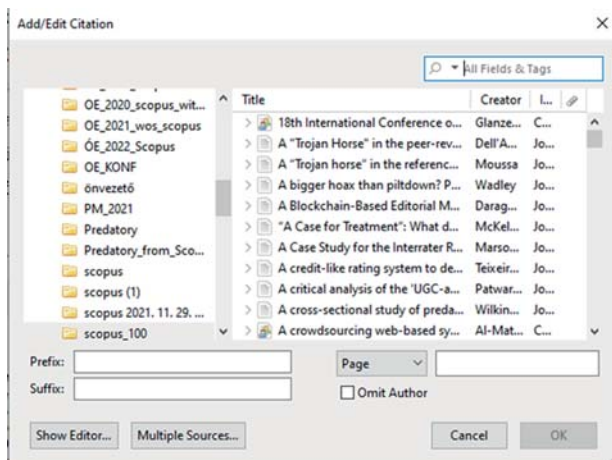 Add/Edit Citation
All Fields & Tags
OE_2020_scopus_wit...
OE_2021_wos_scopus
ÓE_2022_Scopus
OE_KONF
önvezető
PM_2021
Predatory
Predatory_from_Sco...
scopus
scopus (1)
scopus 2021. 11. 29. ...
scopus_100
Title Creator I...
18th International Conference o... Glanze... C...
A "Trojan Horse" in the peer-rev... Dell'A... Jo...
A "Trojan horse" in the referenc... Moussa Jo...
A bigger hoax than piltdown? P... Wadley Jo...
A Blockchain-Based Editorial M... Darag... Jo...
"A Case for Treatment": What d... McKel... Jo...
A Case Study for the Interrater R... Marso... Jo...
A credit-like rating system to de... Teixeir... Jo...
A critical analysis of the 'UGC-a... Patwar... Jo...
A cross-sectional study of preda... Wilkin... Jo...
A crowdsourcing web-based sy... Al-Mat... C...
Prefix:
Page
Suffix:
Omit Author
Show Editor... Multiple Sources... Cancel OK